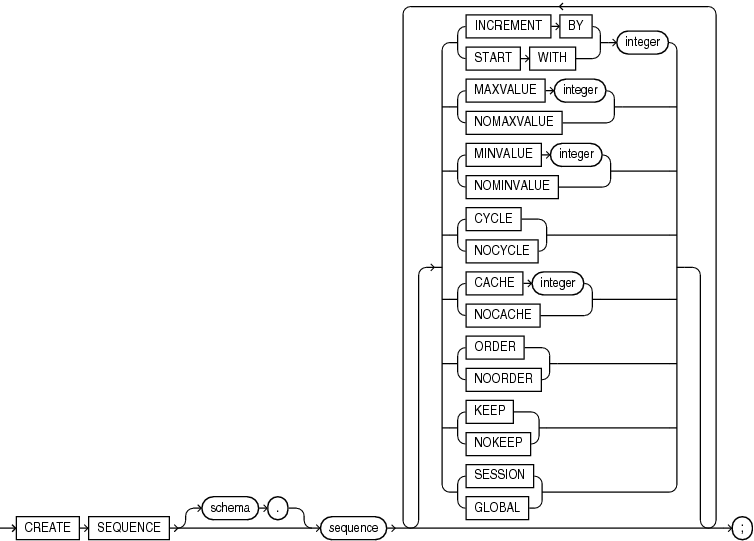 INCREMENT BY
integer
START WITH
MAXVALUE integer
NOMAXVALUE
MINVALUE integer
NOMINVALUE
CYCLE
NOCYCLE
CACHE integer
NOCACHE
ORDER
NOORDER
KEEP
NOKEEP
SESSION
GLOBAL
schema .
CREATE SEQUENCE sequence ;